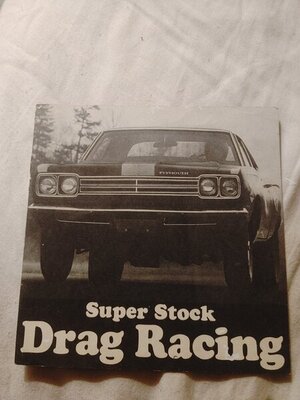 PLYMOUTH
Super Stock
Drag Racing